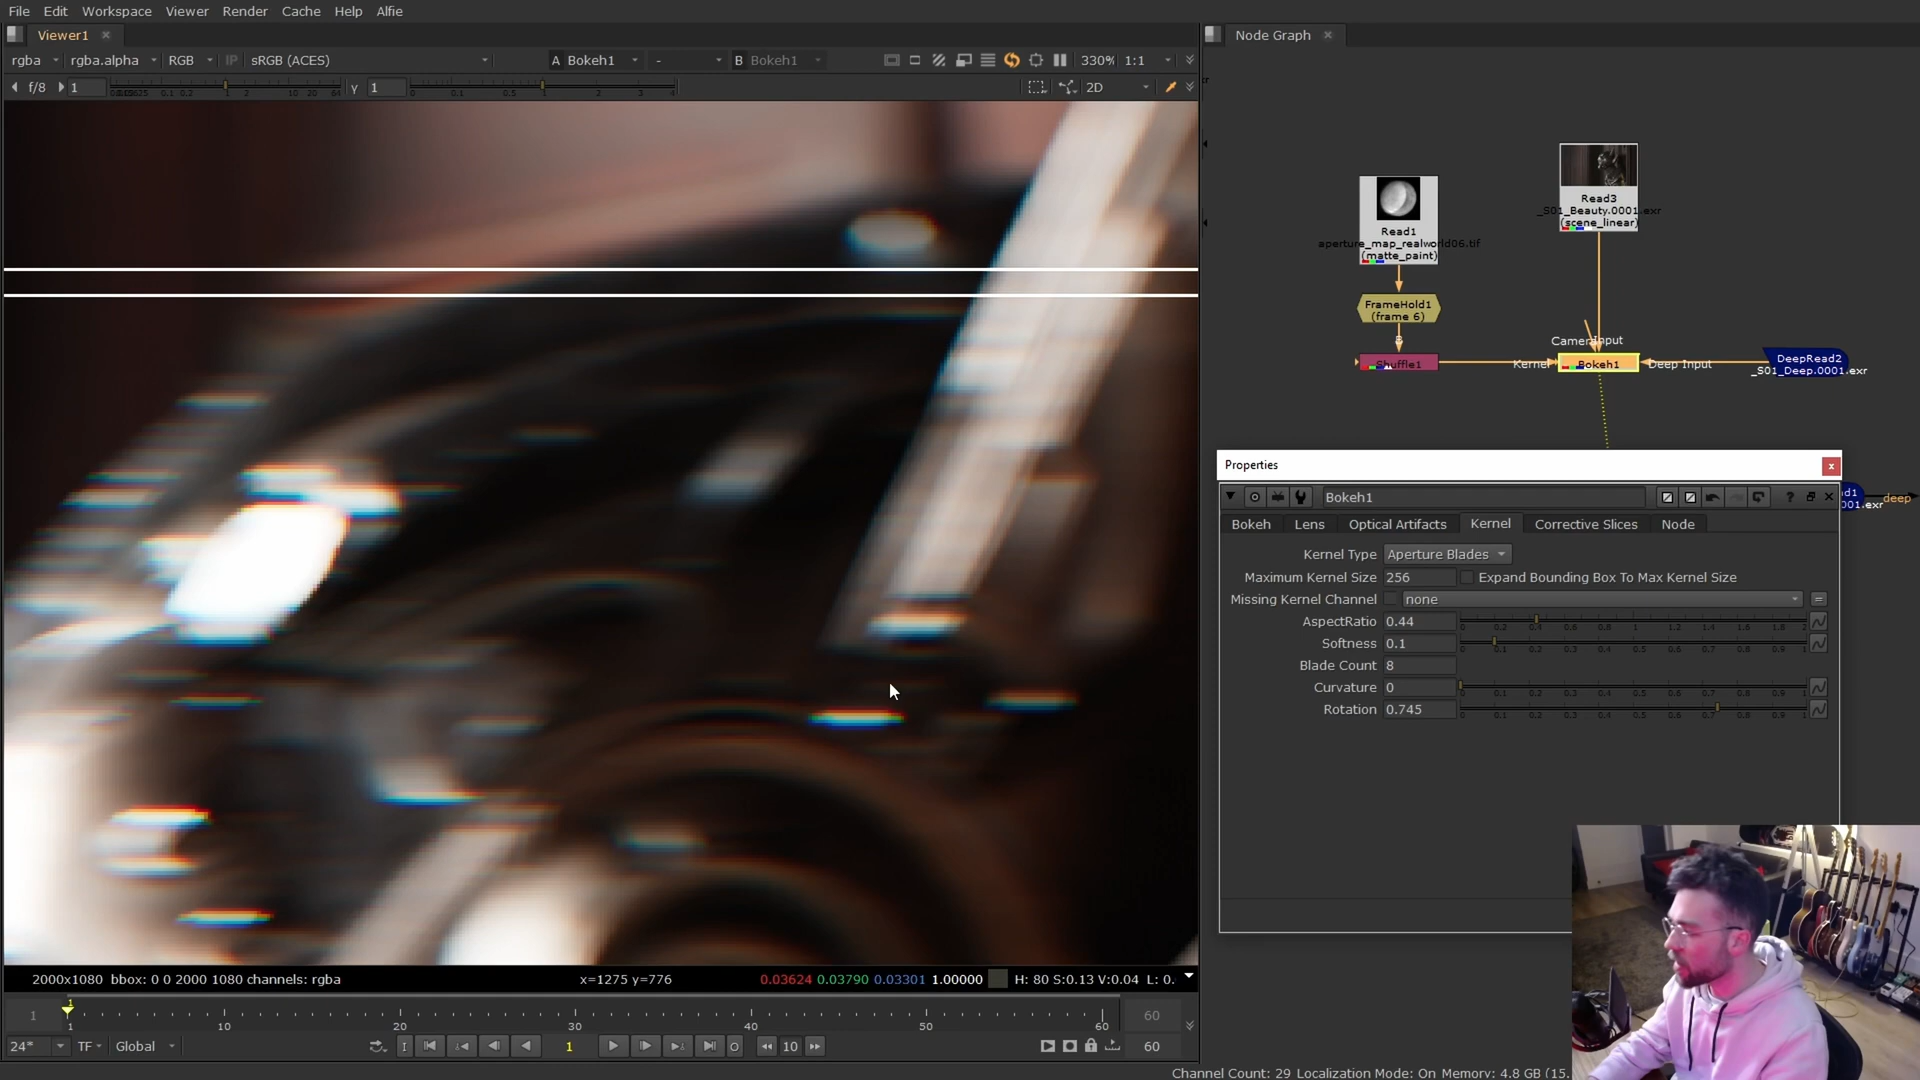 File Edit Workspace Viewer Render Cache Help Alfie
Viewer1
rgba rgba.alpha RGB IP sRGB (ACES) A Bokeh1 - B Bokeh1 330% 1:1
f/8 1 y 1 2D
2000x1080 bbox: 0 0 2000 1080 channels: rgba x=1275 y=776 0.03624 0.03790 0.03301 1.00000 H: 80 S:0.13 V:0.04 L: 0.
1 1 1 10 20 30 40 50 60 60
24* TF Global I 1 O 10 60
Node Graph
Read1
aperture_map_realworld06.tif
(matte_paint)
FrameHold1
(frame 6)
Shuffle1
Read3
_S01_Beauty.0001.exr
(scene_linear)
Kernel Bokeh1 Deep Input
DeepRead2
_S01_Deep.0001.exr
d1
001.exr deep
Properties
Bokeh1
Bokeh Lens Optical Artifacts Kernel Corrective Slices Node
Kernel Type Aperture Blades
Maximum Kernel Size 256 Expand Bounding Box To Max Kernel Size
Missing Kernel Channel none
AspectRatio 0.44
Softness 0.1
Blade Count 8
Curvature 0
Rotation 0.745
Channel Count: 29 Localization Mode: On Memory: 4.8 GB (15.